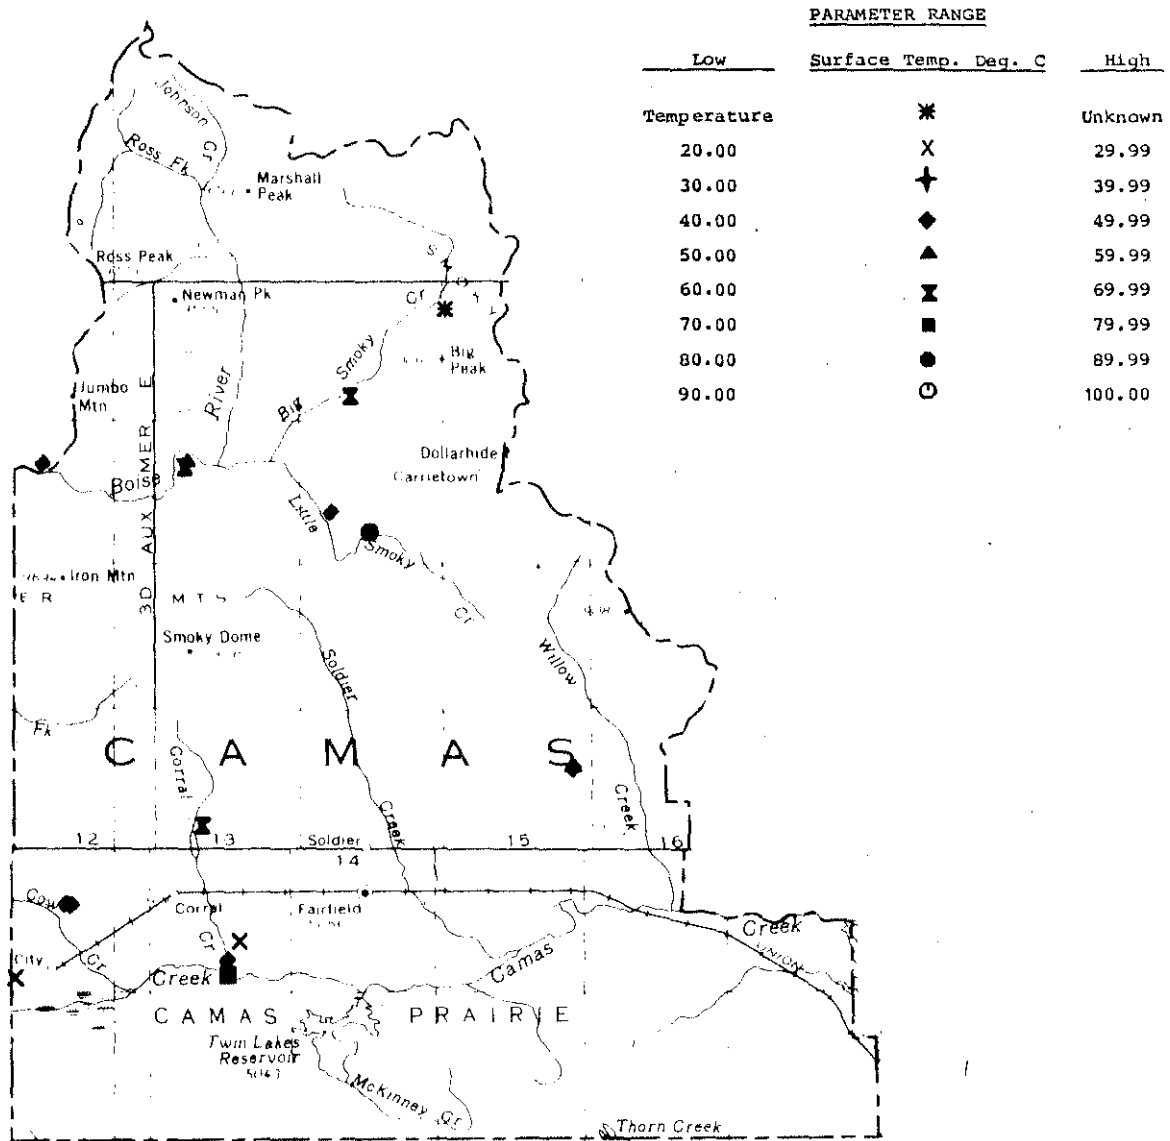 PARAMETER RANGE
Low Surface Temp. Deg. C High
Temperature Unknown
20.00 X 29.99
30.00 39.99
40.00 49.99
50.00 59.99
60.00 69.99
70.00 79.99
80.00 89.99
90.00 100.00
Johnson Cr
Ross Fk
Marshall
Peak
Ross Peak
Newman Pk
Big Smoky Cr
Big
Peak
Jumbo
Mtn
River
3D AUX MER E
Dollarhide
Carrietown
Boise
Little Smoky Cr
Iron Mtn
E R
MTS
Smoky Dome
Soldier Creek
Willow Creek
Fk
CAMAS
Corral Cr
12 13 Soldier 15 16
14
Cow Cr
Corral Fairfield
City
Creek
Camas Creek
UNION
CAMAS PRAIRIE
Twin Lakes
Reservoir
McKinney Cr
Thorn Creek